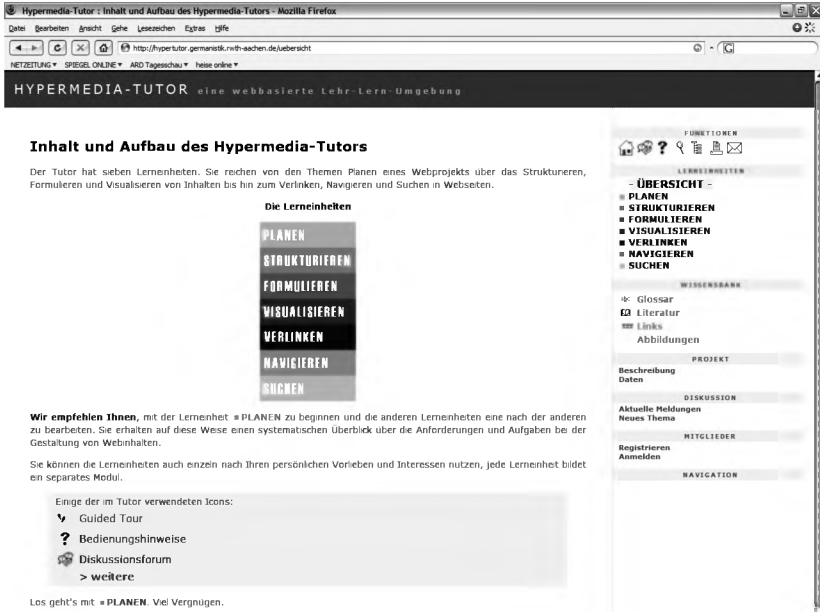 Hypermedia-Tutor : Inhalt und Aufbau des Hypermedia-Tutors - Mozilla Firefox
Datei Bearbeiten Ansicht Gehe Lesezeichen Extras Hilfe
http://hypertutor.germanistik.rwth-aachen.de/uebersicht
NETZEITUNG SPIEGEL ONLINE ARD Tagesschau heise online
HYPERMEDIA-TUTOR eine webbasierte Lehr-Lern-Umgebung
Inhalt und Aufbau des Hypermedia-Tutors
Der Tutor hat sieben Lerneinheiten. Sie reichen von den Themen Planen eines Webprojekts über das Strukturieren,
Formulieren und Visualisieren von Inhalten bis hin zum Verlinken, Navigieren und Suchen in Webseiten.
Die Lerneinheiten
PLANEN
STRUKTURIEREN
FORMULIEREN
VISUALISIEREN
VERLINKEN
NAVIGIEREN
SUCHEN
Wir empfehlen Ihnen, mit der Lerneinheit PLANEN zu beginnen und die anderen Lerneinheiten eine nach der anderen
zu bearbeiten. Sie erhalten auf diese Weise einen systematischen Überblick über die Anforderungen und Aufgaben bei der
Gestaltung von Webinhalten.
Sie können die Lerneinheiten auch einzeln nach Ihren persönlichen Vorlieben und Interessen nutzen, jede Lerneinheit bildet
ein separates Modul.
Einige der im Tutor verwendeten Icons:
Guided Tour
? Bedienungshinweise
Diskussionsforum
> weitere
Los geht's mit PLANEN. Viel Vergnügen.
FUNKTIONEN
LERNEINHEITEN
- ÜBERSICHT -
PLANEN
STRUKTURIEREN
FORMULIEREN
VISUALISIEREN
VERLINKEN
NAVIGIEREN
SUCHEN
WISSENSBANK
Glossar
Literatur
Links
Abbildungen
PROJEKT
Beschreibung
Daten
DISKUSSION
Aktuelle Meldungen
Neues Thema
MITGLIEDER
Registrieren
Anmelden
NAVIGATION